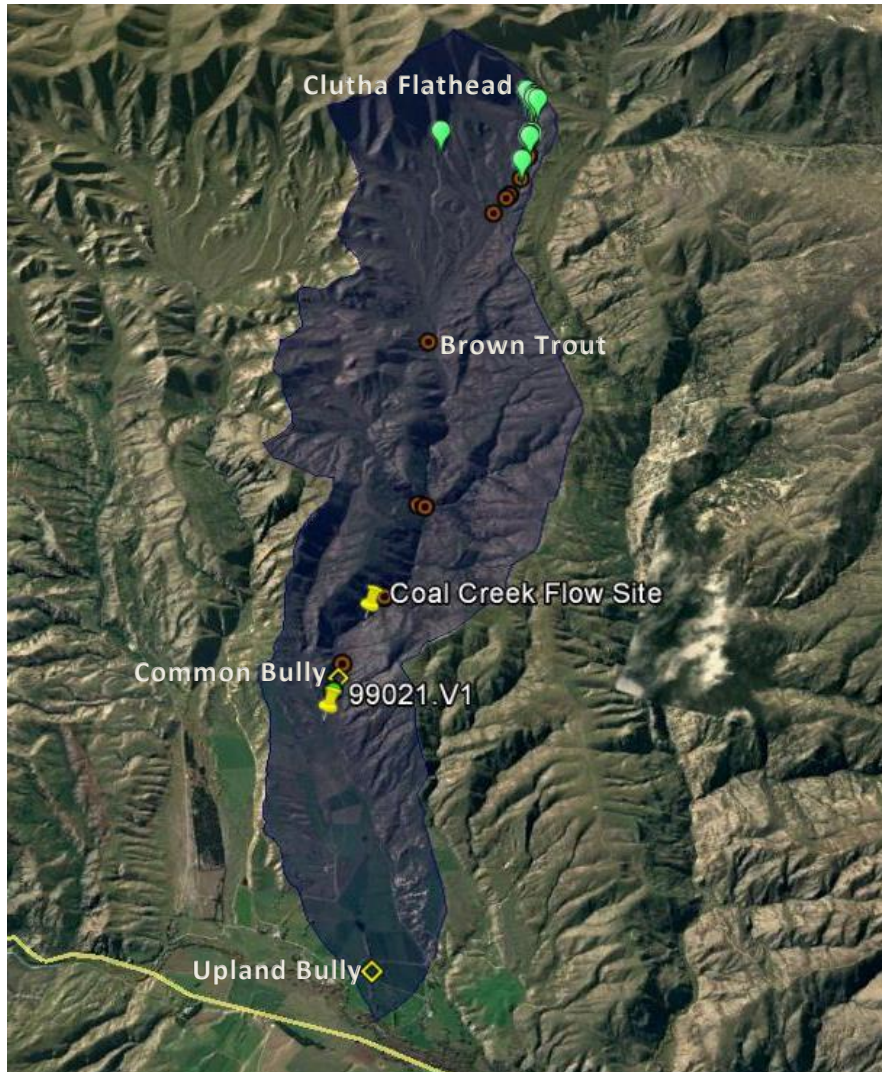 Clutha Flathead
Brown Trout
Coal Creek Flow Site
Common Bully
99021.V1
Upland Bully